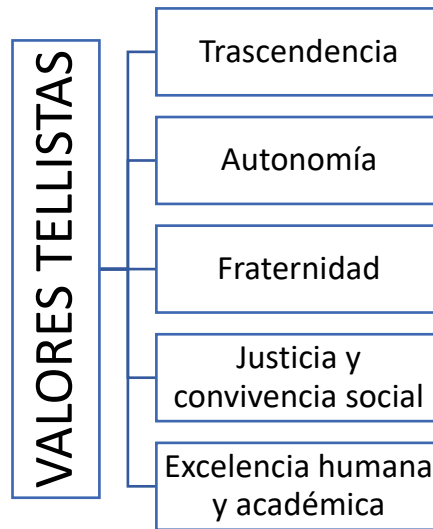 VALORES TELLISTAS
Trascendencia
Autonomía
Fraternidad
Justicia y
convivencia social
Excelencia humana
y académica